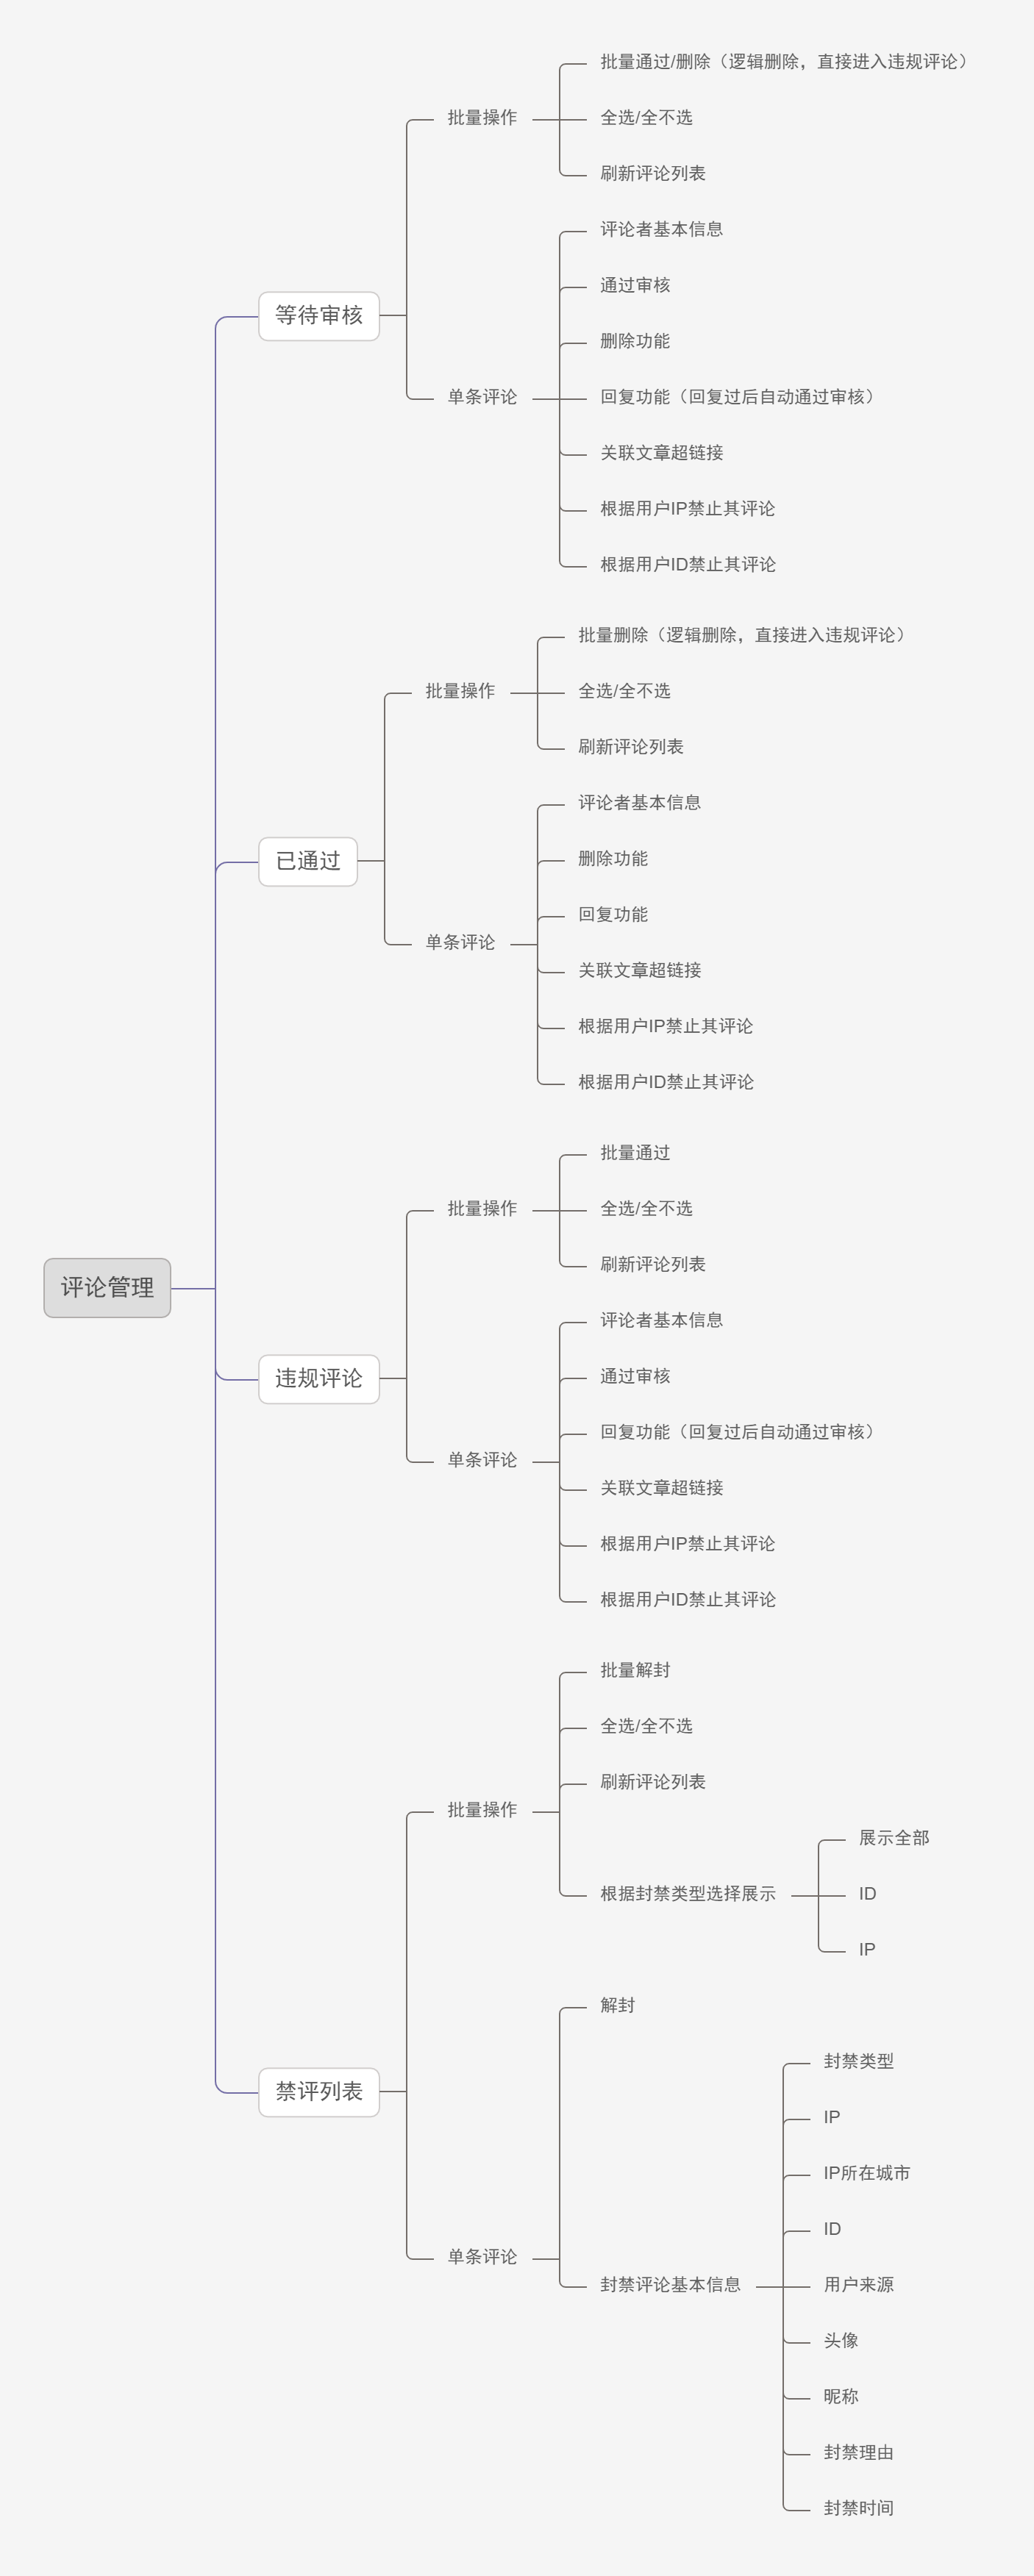 评论管理
等待审核
批量操作
批量通过/删除（逻辑删除，直接进入违规评论）
全选/全不选
刷新评论列表
单条评论
评论者基本信息
通过审核
删除功能
回复功能（回复过后自动通过审核）
关联文章超链接
根据用户IP禁止其评论
根据用户ID禁止其评论
已通过
批量操作
批量删除（逻辑删除，直接进入违规评论）
全选/全不选
刷新评论列表
单条评论
评论者基本信息
删除功能
回复功能
关联文章超链接
根据用户IP禁止其评论
根据用户ID禁止其评论
违规评论
批量操作
批量通过
全选/全不选
刷新评论列表
单条评论
评论者基本信息
通过审核
回复功能（回复过后自动通过审核）
关联文章超链接
根据用户IP禁止其评论
根据用户ID禁止其评论
禁评列表
批量操作
批量解封
全选/全不选
刷新评论列表
根据封禁类型选择展示
展示全部
ID
IP
单条评论
解封
封禁评论基本信息
封禁类型
IP
IP所在城市
ID
用户来源
头像
昵称
封禁理由
封禁时间